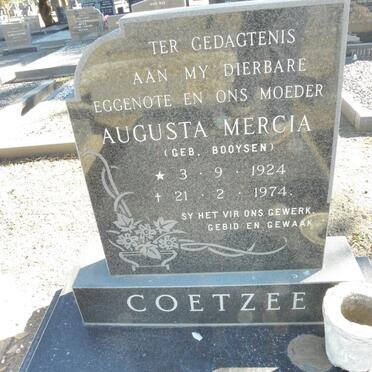 TER GEDAGTENIS
AAN MY DIERBARE
EGGENOTE EN ONS MOEDER
AUGUSTA MERCIA
(GEB. BOOYSEN)
★ 3 · 9 · 1924
† 21 · 2 · 1974.
SY HET VIR ONS GEWERK,
GEBID EN GEWAAK
COETZEE